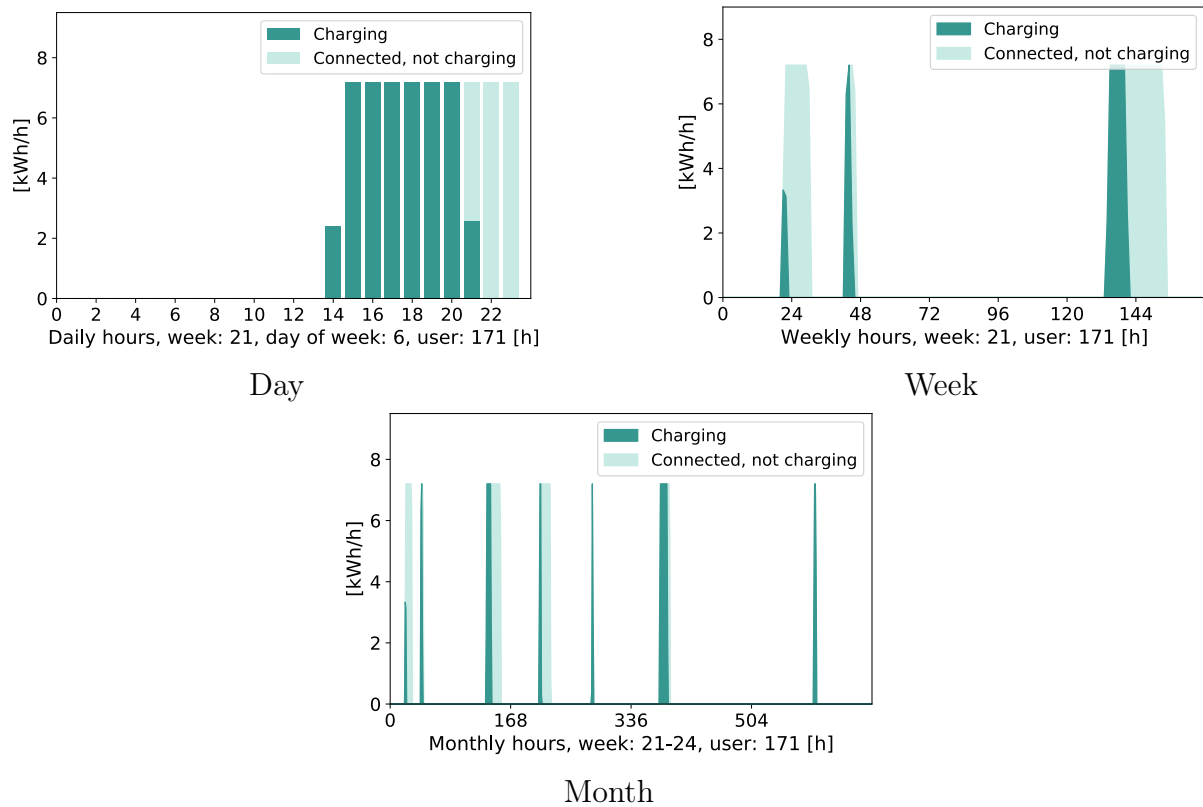 Charging
Connected, not charging
[kWh/h]
8
6
4
2
0
0 2 4 6 8 10 12 14 16 18 20 22
Daily hours, week: 21, day of week: 6, user: 171 [h]
Day
Charging
Connected, not charging
[kWh/h]
8
6
4
2
0
0 24 48 72 96 120 144
Weekly hours, week: 21, user: 171 [h]
Week
Charging
Connected, not charging
[kWh/h]
8
6
4
2
0
0 168 336 504
Monthly hours, week: 21-24, user: 171 [h]
Month